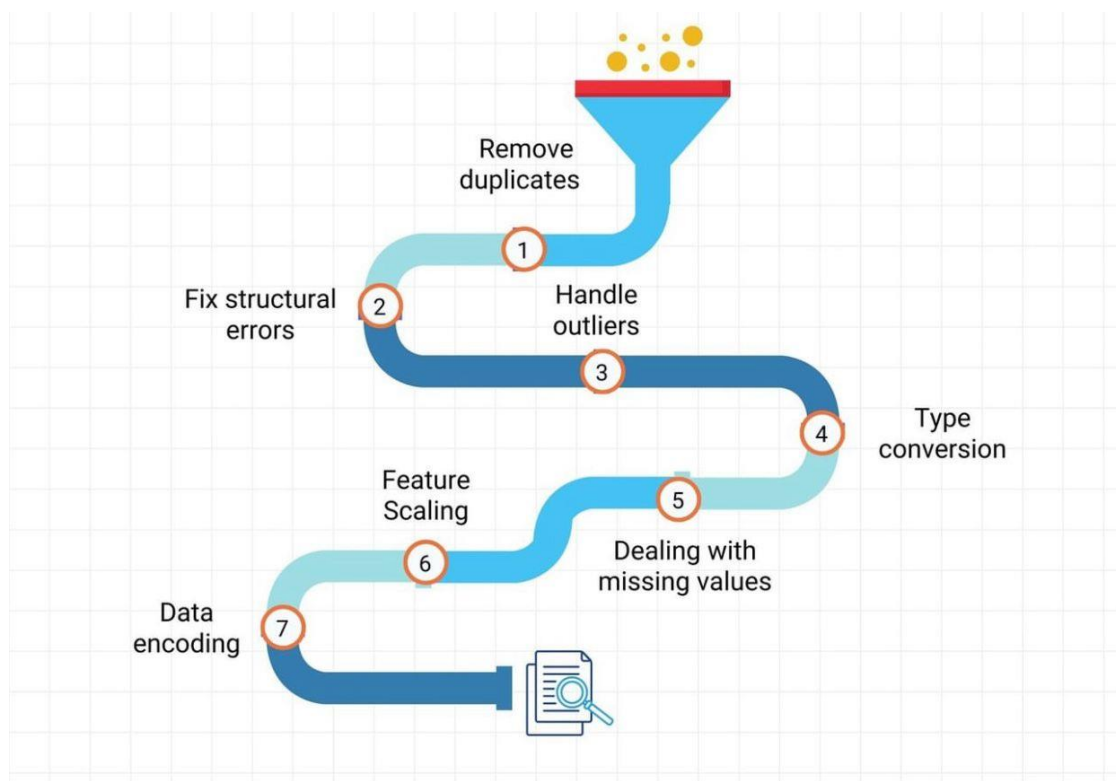 Remove
duplicates
1
Fix structural
errors
2
Handle
outliers
3
Type
conversion
4
5
Dealing with
missing values
Feature
Scaling
6
Data
encoding
7